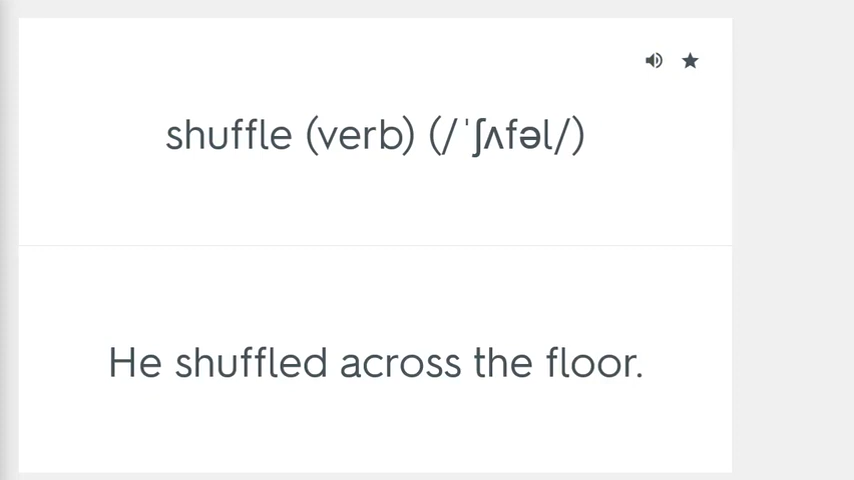 shuffle (verb) (/ˈʃʌfəl/)
He shuffled across the floor.